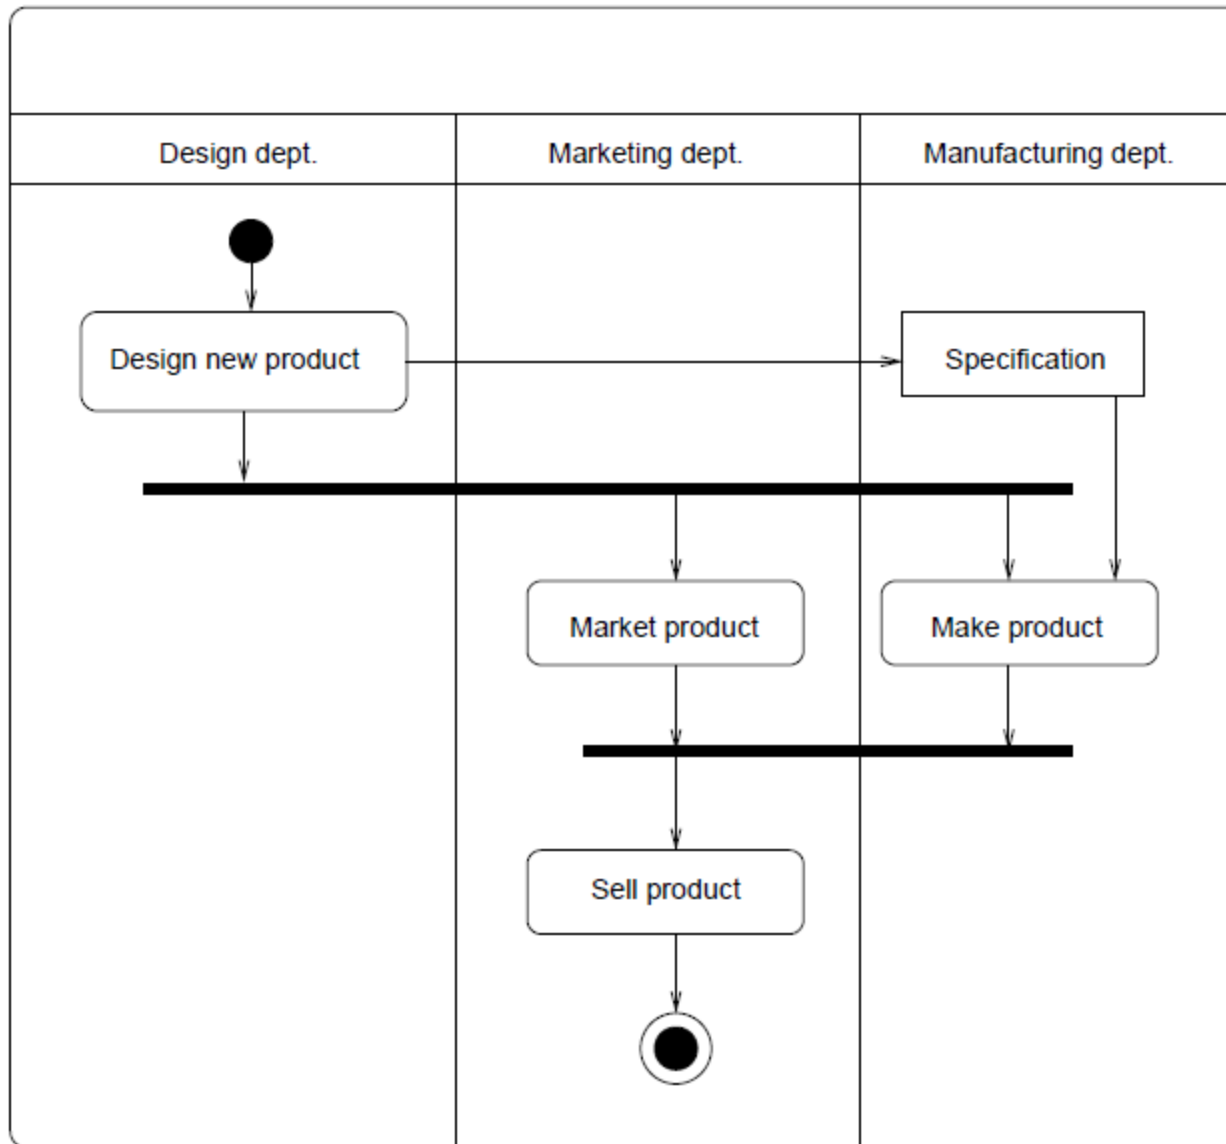 Design dept.
Marketing dept.
Manufacturing dept.
Design new product
Specification
Market product
Make product
Sell product